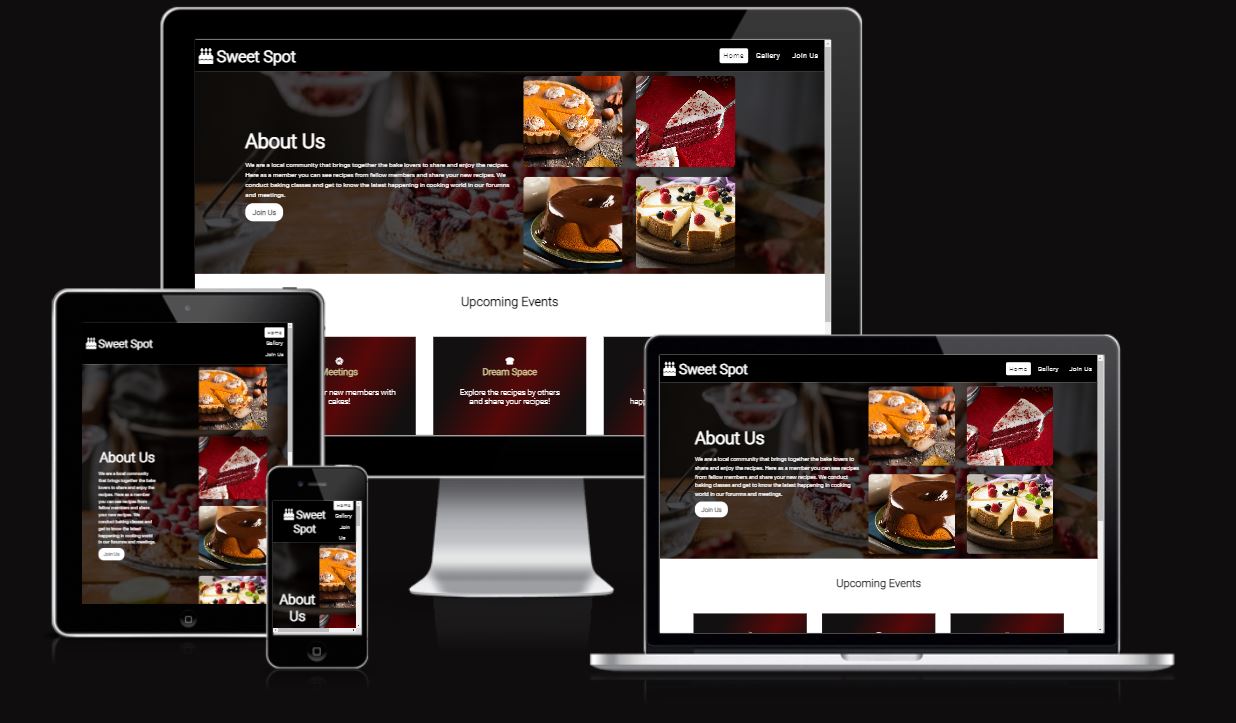 Sweet Spot
Home Gallery Join Us
About Us
We are a local community that brings together the bake lovers to share and enjoy the recipes.
Here as a member you can see recipes from fellow members and share your new recipes. We
conduct baking classes and get to know the latest happening in cooking world in our forumns
and meetings.
Join Us
Upcoming Events
Meetings
new members with
cakes!
Dream Space
Explore the recipes by others
and share your recipes!
happ
Sweet Spot
Home
Gallery
Join Us
About Us
We are a local community
that brings together the bake
lovers to share and enjoy the
recipes. Here as a member
you can see recipes from
fellow members and share
your new recipes. We
conduct baking classes and
get to know the latest
happening in cooking world
in our forumns and meetings.
Join Us
Sweet
Spot
Home
Gallery
Join
Us
About
Us
Sweet Spot
Home Gallery Join Us
About Us
We are a local community that brings together the bake lovers to
share and enjoy the recipes. Here as a member you can see recipes
from fellow members and share your new recipes. We conduct
baking classes and get to know the latest happening in cooking
world in our forumns and meetings.
Join Us
Upcoming Events